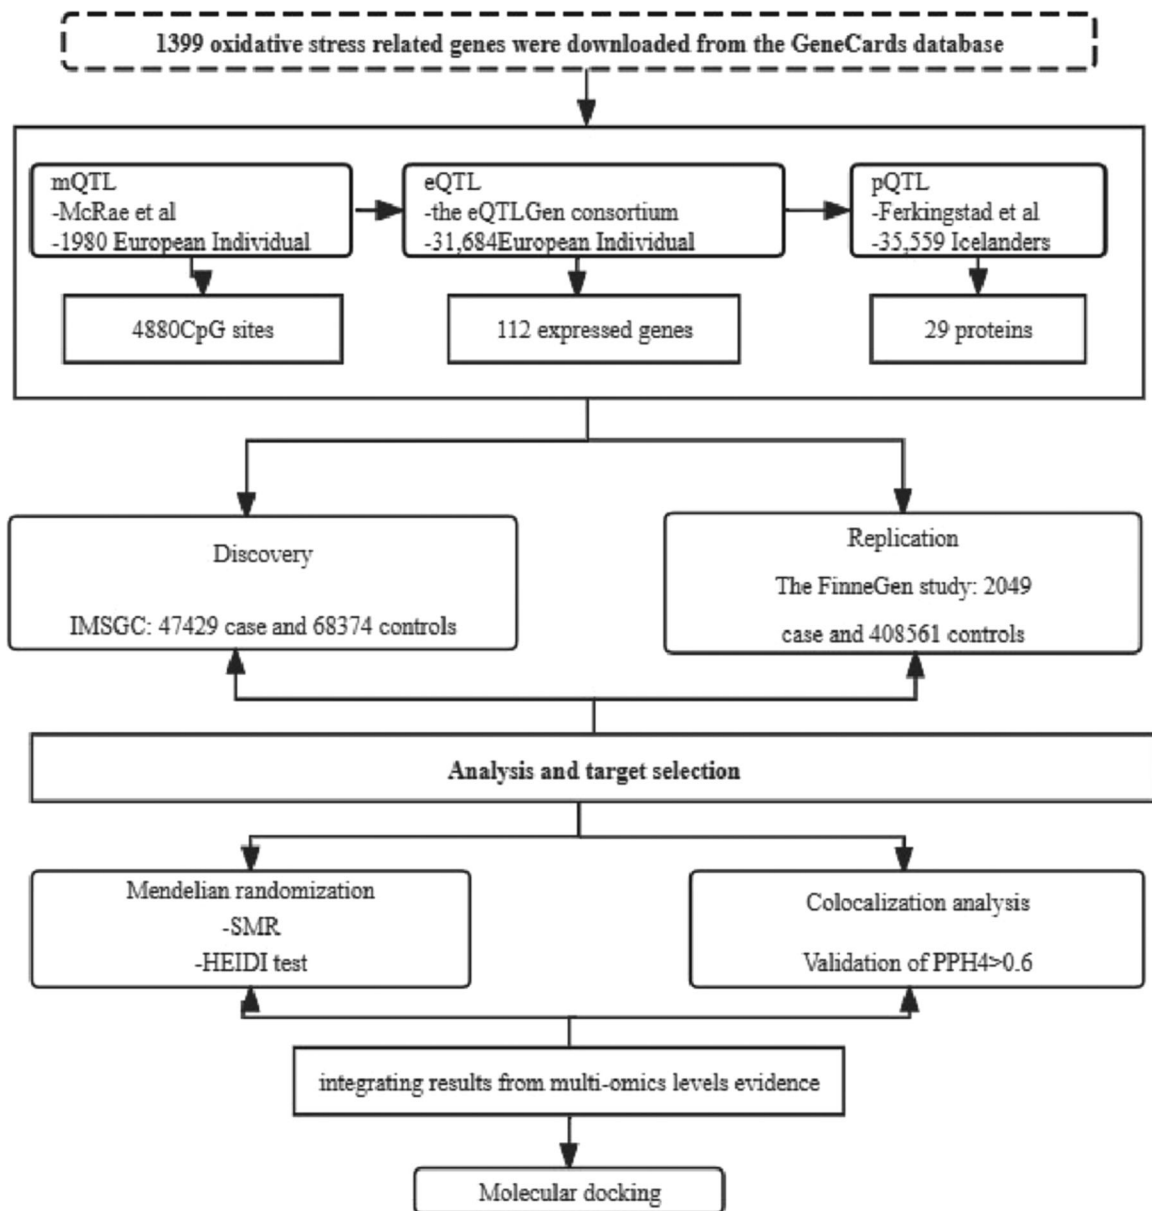 1399 oxidative stress related genes were downloaded from the GeneCards database
mQTL
-McRae et al
-1980 European Individual
eQTL
-the eQTLGen consortium
-31,684European Individual
pQTL
-Ferkingstad et al
-35,559 Icelanders
4880CpG sites
112 expressed genes
29 proteins
Discovery
IMSGC: 47429 case and 68374 controls
Replication
The FinneGen study: 2049
case and 408561 controls
Analysis and target selection
Mendelian randomization
-SMR
-HEIDI test
Colocalization analysis
Validation of PPH4>0.6
integrating results from multi-omics levels evidence
Molecular docking